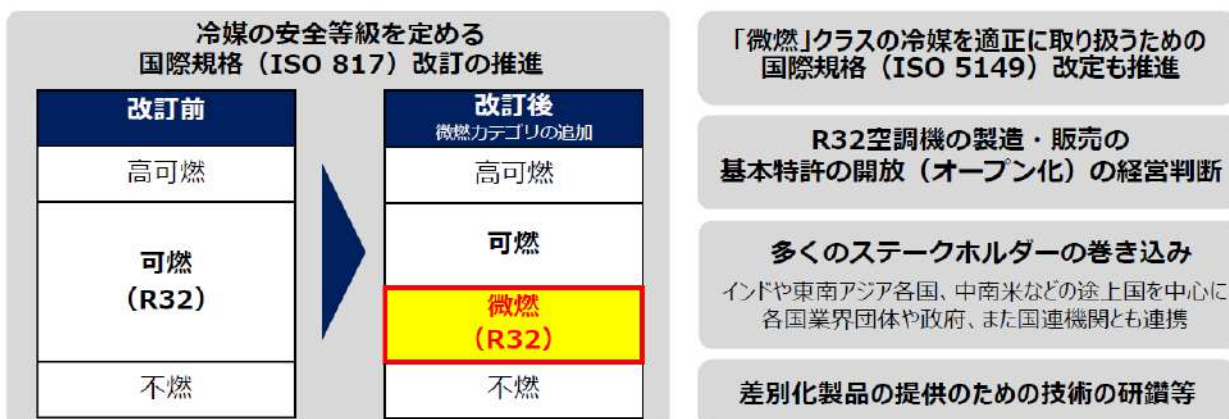 冷媒の安全等級を定める
国際規格（ISO 817）改訂の推進
改訂前
高可燃
可燃
（R32）
不燃
改訂後
微燃カテゴリの追加
高可燃
可燃
微燃
（R32）
不燃
「微燃」クラスの冷媒を適正に取り扱うための
国際規格（ISO 5149）改定も推進
R32空調機の製造・販売の
基本特許の開放（オープン化）の経営判断
多くのステークホルダーの巻き込み
インドや東南アジア各国、中南米などの途上国を中心に
各国業界団体や政府、また国連機関とも連携
差別化製品の提供のための技術の研鑽等